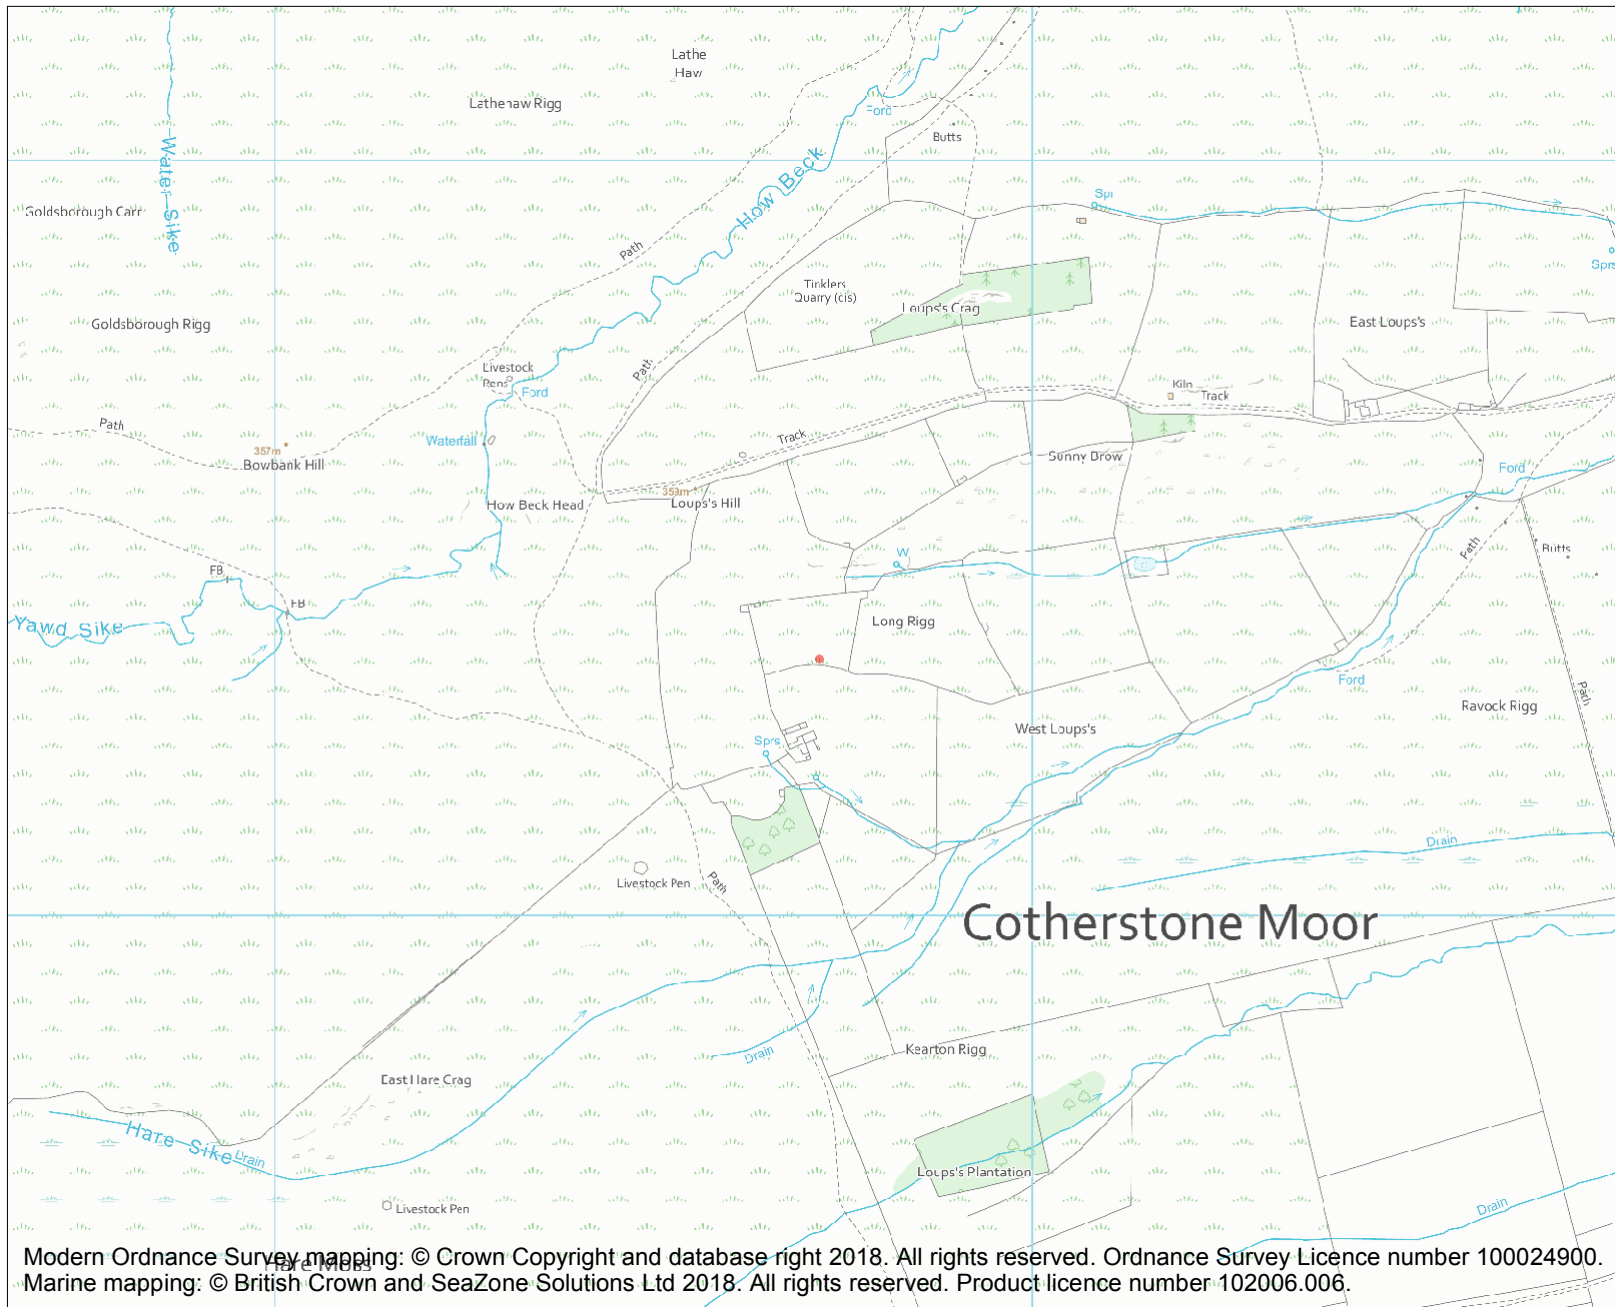 Lathe
Haw
Lathehaw Rigg
Ford
Butts
Water Sike
How Beck
Goldsborough Carr
Spr
Path
Sprs
Tinklers
Quarry (dis)
Loups's Crag
Goldsborough Rigg
East Loups's
Livestock
Pens
Ford
Path
Kiln
Track
Path
Waterfall
Track
357m
Bowbank Hill
Sunny Brow
Ford
353m
Loups's Hill
How Beck Head
W
Path
Butts
FB
FB
Yawd Sike
Long Rigg
Ford
Path
Ravock Rigg
West Loups's
Sprs
Drain
Livestock Pen
Path
Cotherstone Moor
Drain
Kearton Rigg
East Hare Crag
Hare Sike
Drain
Loups's Plantation
Livestock Pen
Drain
Hare Moss
Modern Ordnance Survey mapping: © Crown Copyright and database right 2018. All rights reserved. Ordnance Survey Licence number 100024900.
Marine mapping: © British Crown and SeaZone Solutions Ltd 2018. All rights reserved. Product licence number 102006.006.